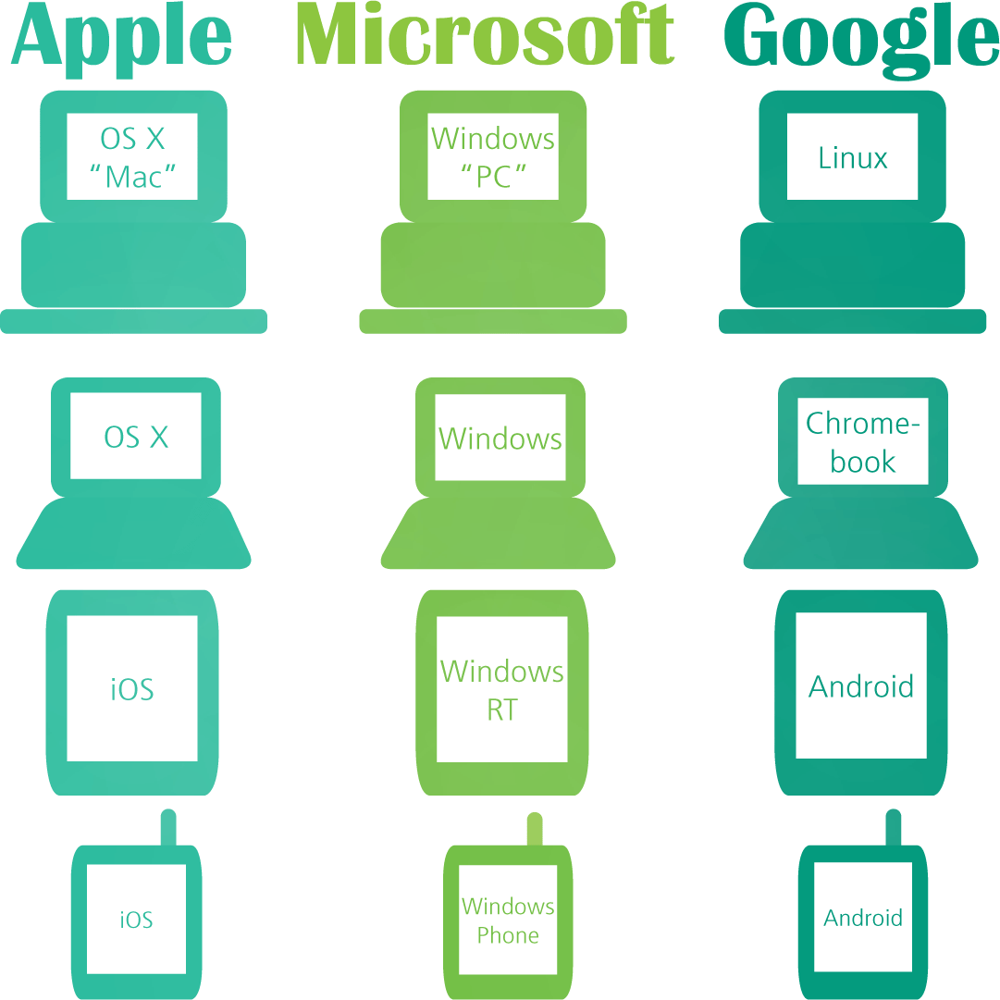 Apple Microsoft Google
OS X
“Mac”
Windows
“PC”
Linux
OS X
Windows
Chrome-
book
iOS
Windows
RT
Android
iOS
Windows
Phone
Android